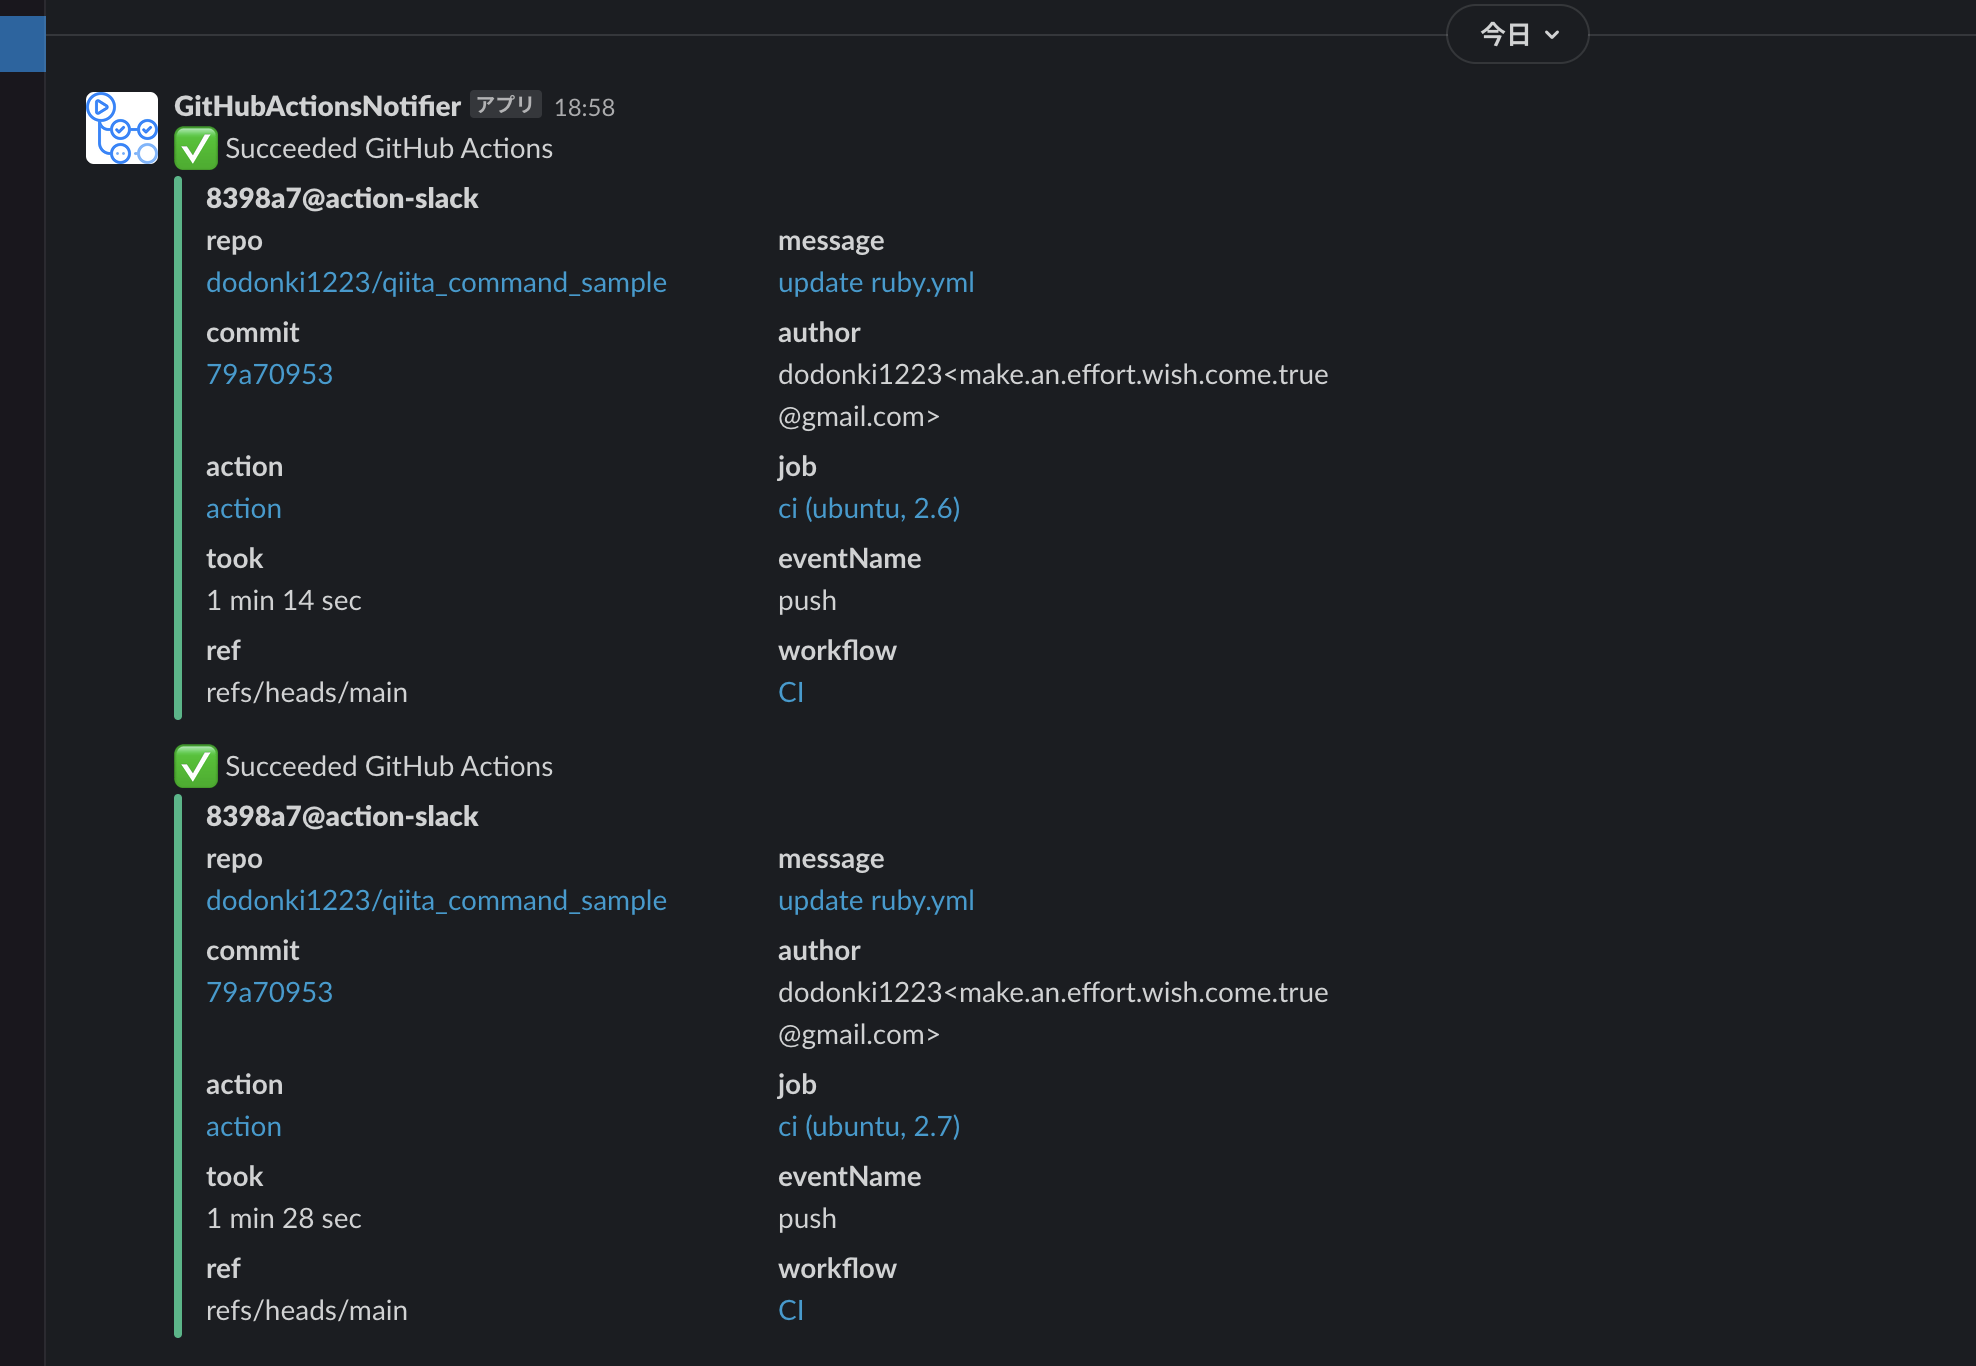 今日
GitHubActionsNotifier アプリ 18:58
✅ Succeeded GitHub Actions
8398a7@action-slack
repo message
dodonki1223/qiita_command_sample update ruby.yml
commit author
79a70953 dodonki1223<make.an.effort.wish.come.true
@gmail.com>
action job
action ci (ubuntu, 2.6)
took eventName
1 min 14 sec push
ref workflow
refs/heads/main CI
✅ Succeeded GitHub Actions
8398a7@action-slack
repo message
dodonki1223/qiita_command_sample update ruby.yml
commit author
79a70953 dodonki1223<make.an.effort.wish.come.true
@gmail.com>
action job
action ci (ubuntu, 2.7)
took eventName
1 min 28 sec push
ref workflow
refs/heads/main CI